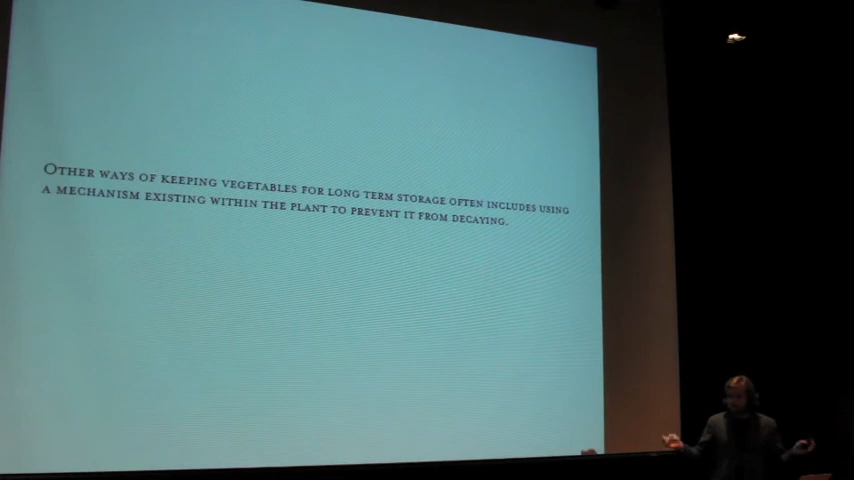 Other ways of keeping vegetables for long term storage often includes using
a mechanism existing within the plant to prevent it from decaying.